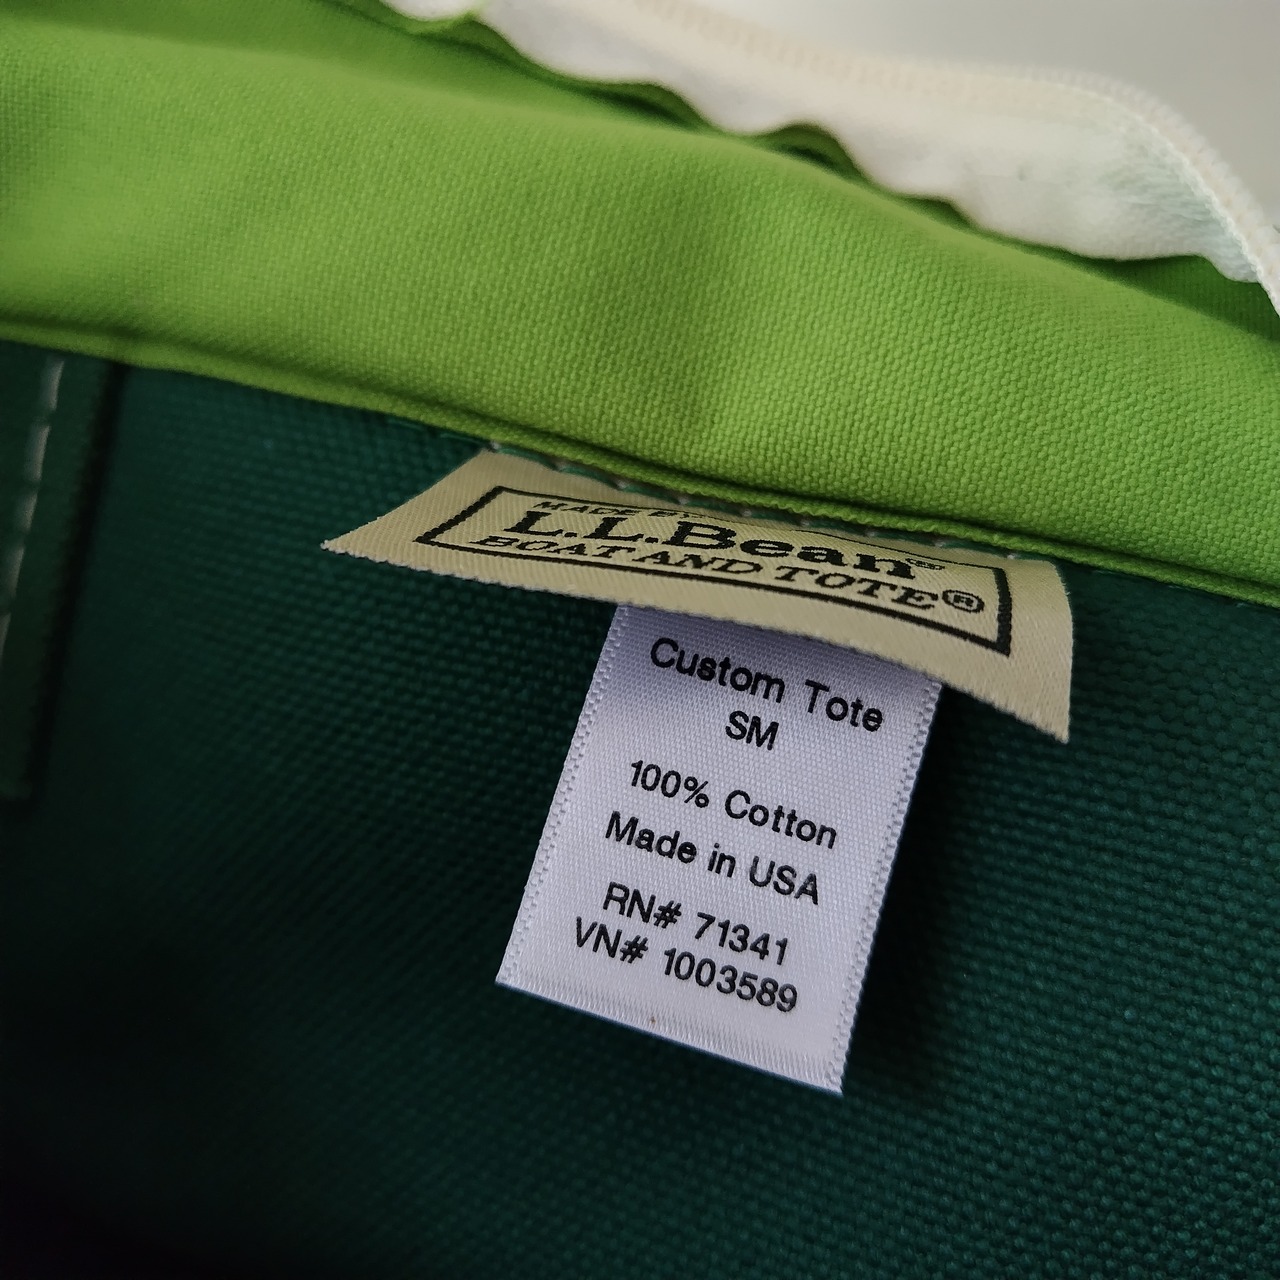 MADE BY
L.L.Bean®
BOAT AND TOTE®
Custom Tote
SM
100% Cotton
Made in USA
RN# 71341
VN# 1003589